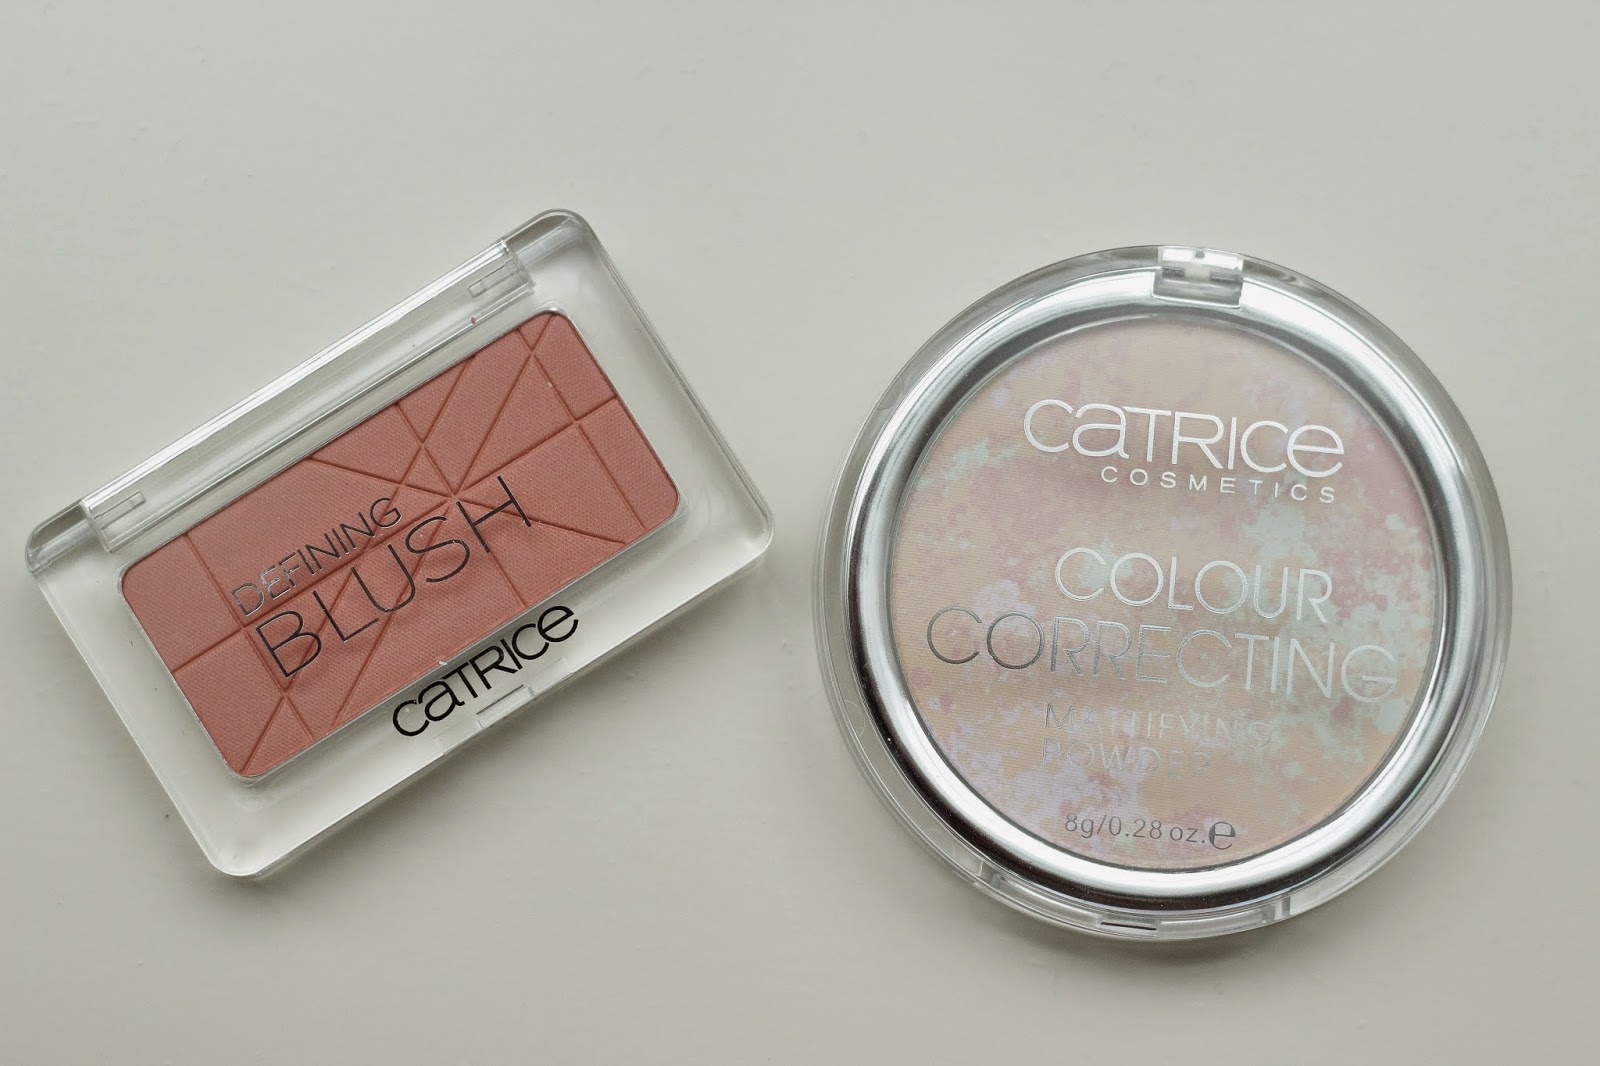 DEFINING
BLUSH
CATRICE
CATRICE
COSMETICS
COLOUR
CORRECTING
MATTIFYING
POWDER
8g/0.28 oz.℮